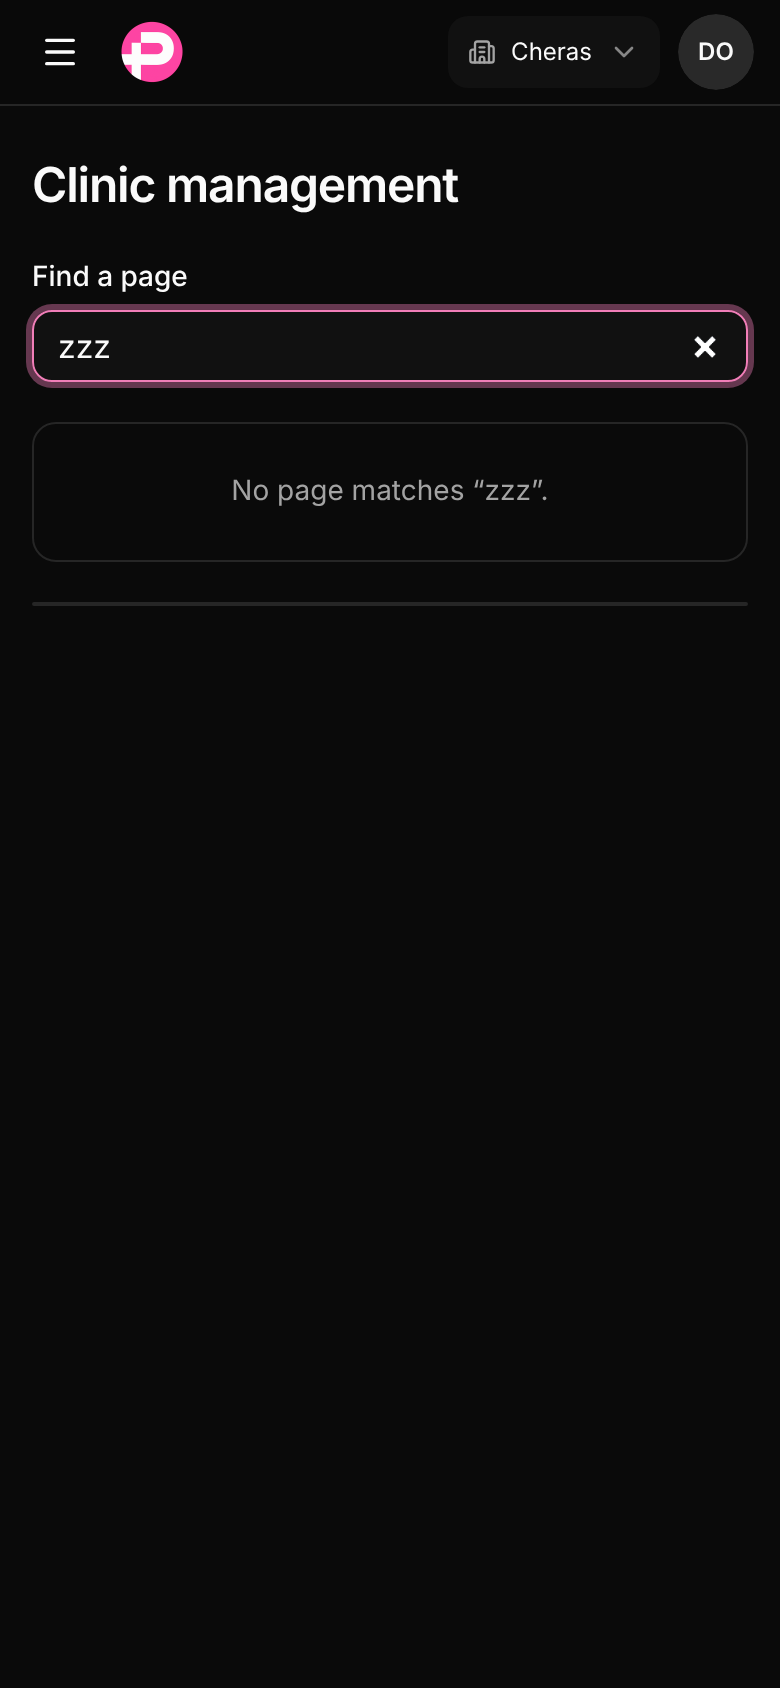 Cheras
DO
Clinic management
Find a page
zzz
No page matches “zzz”.